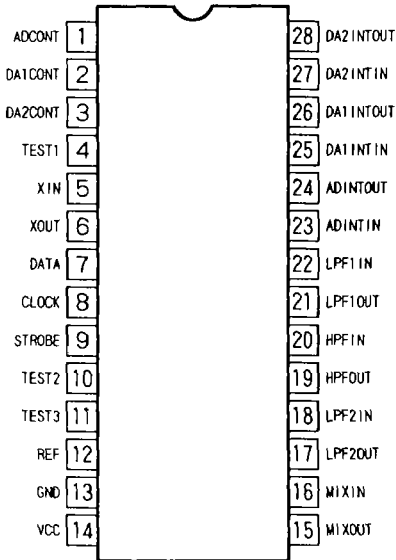 ADCONT 1 28 DA2INTOUT
DA1CONT 2 27 DA2INTIN
DA2CONT 3 26 DA1INTOUT
TEST1 4 25 DA1INTIN
XIN 5 24 ADINTOUT
XOUT 6 23 ADINTIN
DATA 7 22 LPF1IN
CLOCK 8 21 LPF1OUT
STROBE 9 20 HPFIN
TEST2 10 19 HPFOUT
TEST3 11 18 LPF2IN
REF 12 17 LPF2OUT
GND 13 16 MIXIN
VCC 14 15 MIXOUT